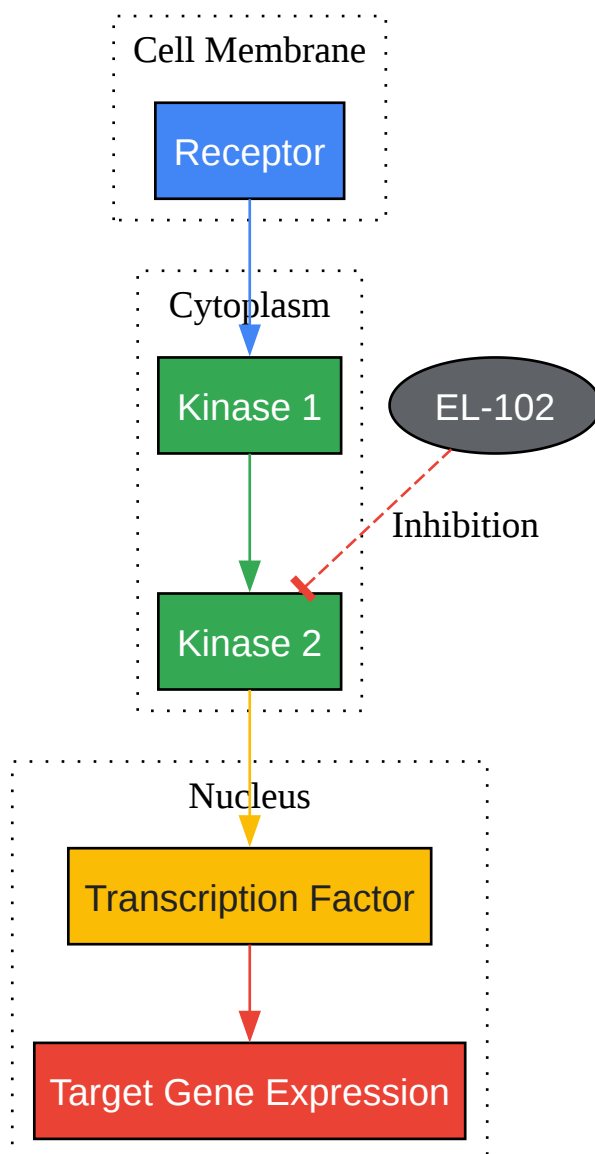 Cell Membrane
Receptor
Cytoplasm
Kinase 1
EL-102
Inhibition
Kinase 2
Nucleus
Transcription Factor
Target Gene Expression